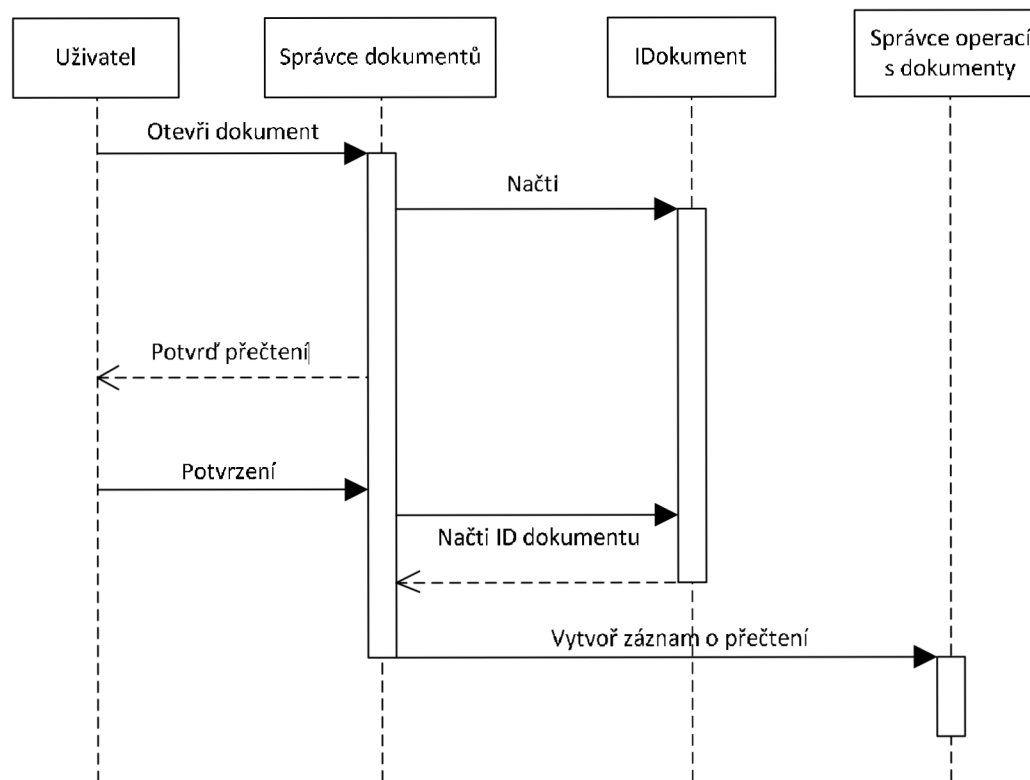 Uživatel
Správce dokumentů
IDokument
Správce operací
s dokumenty
Otevři dokument
Načti
Potvrď přečtení
Potvrzení
Načti ID dokumentu
Vytvoř záznam o přečtení